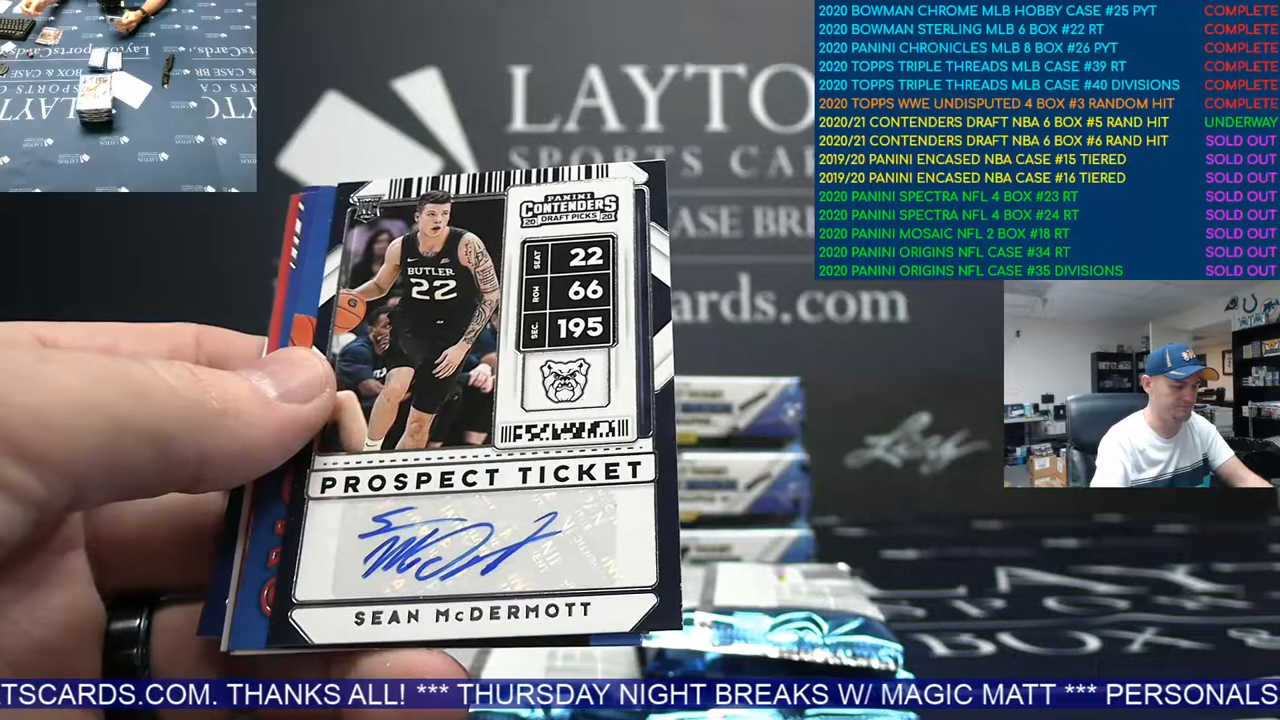 2020 BOWMAN CHROME MLB HOBBY CASE #25 PYT COMPLETE
2020 BOWMAN STERLING MLB 6 BOX #22 RT COMPLETE
2020 PANINI CHRONICLES MLB 8 BOX #26 PYT COMPLETE
2020 TOPPS TRIPLE THREADS MLB CASE #39 RT COMPLETE
2020 TOPPS TRIPLE THREADS MLB CASE #40 DIVISIONS COMPLETE
2020 TOPPS WWE UNDISPUTED 4 BOX #3 RANDOM HIT COMPLETE
2020/21 CONTENDERS DRAFT NBA 6 BOX #5 RAND HIT UNDERWAY
2020/21 CONTENDERS DRAFT NBA 6 BOX #6 RAND HIT SOLD OUT
2019/20 PANINI ENCASED NBA CASE #15 TIERED SOLD OUT
2019/20 PANINI ENCASED NBA CASE #16 TIERED SOLD OUT
2020 PANINI SPECTRA NFL 4 BOX #23 RT SOLD OUT
2020 PANINI SPECTRA NFL 4 BOX #24 RT SOLD OUT
2020 PANINI MOSAIC NFL 2 BOX #18 RT SOLD OUT
2020 PANINI ORIGINS NFL CASE #34 RT SOLD OUT
2020 PANINI ORIGINS NFL CASE #35 DIVISIONS SOLD OUT
LAYTO
SPORTS CA
CASE BRE
cards.com
PANINI
CONTENDERS
20 DRAFT PICKS 20
SEAT 22
ROW 66
SEC. 195
BUTLER
22
PROSPECT TICKET
SEAN McDERMOTT
Leaf
LAY
BOX &
TSCARDS.COM. THANKS ALL! *** THURSDAY NIGHT BREAKS W/ MAGIC MATT *** PERSONALS